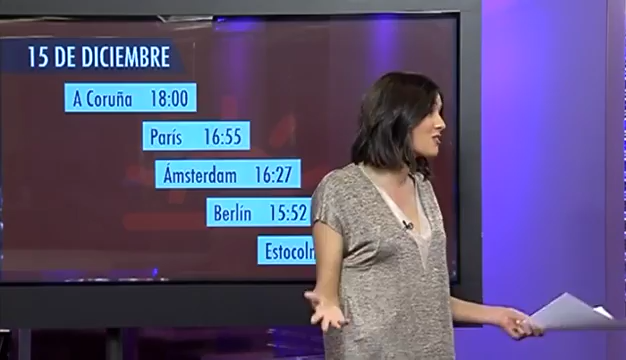 15 DE DICIEMBRE
A Coruña 18:00
París 16:55
Ámsterdam 16:27
Berlín 15:52